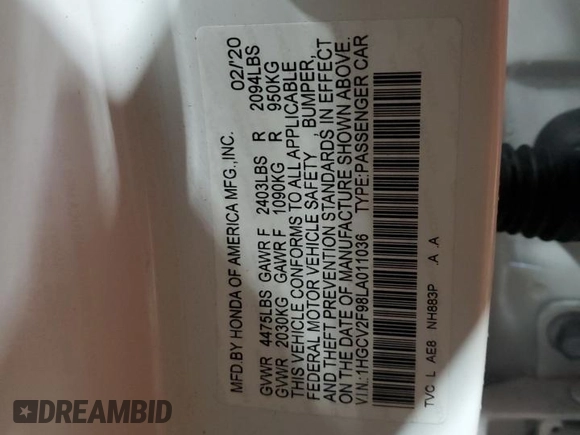 MFD.BY HONDA OF AMERICA MFG.,INC. 02/'20
GVWR 4475LBS GAWR F 2403LBS R 2094LBS
GVWR 2030KG GAWR F 1090KG R 950KG
THIS VEHICLE CONFORMS TO ALL APPLICABLE
FEDERAL MOTOR VEHICLE SAFETY , BUMPER,
AND THEFT PREVENTION STANDARDS IN EFFECT
ON THE DATE OF MANUFACTURE SHOWN ABOVE.
V.I.N.:1HGCV2F98LA011036 TYPE:PASSENGER CAR
TVC L AE8 NH883P .A .A
DREAMBID